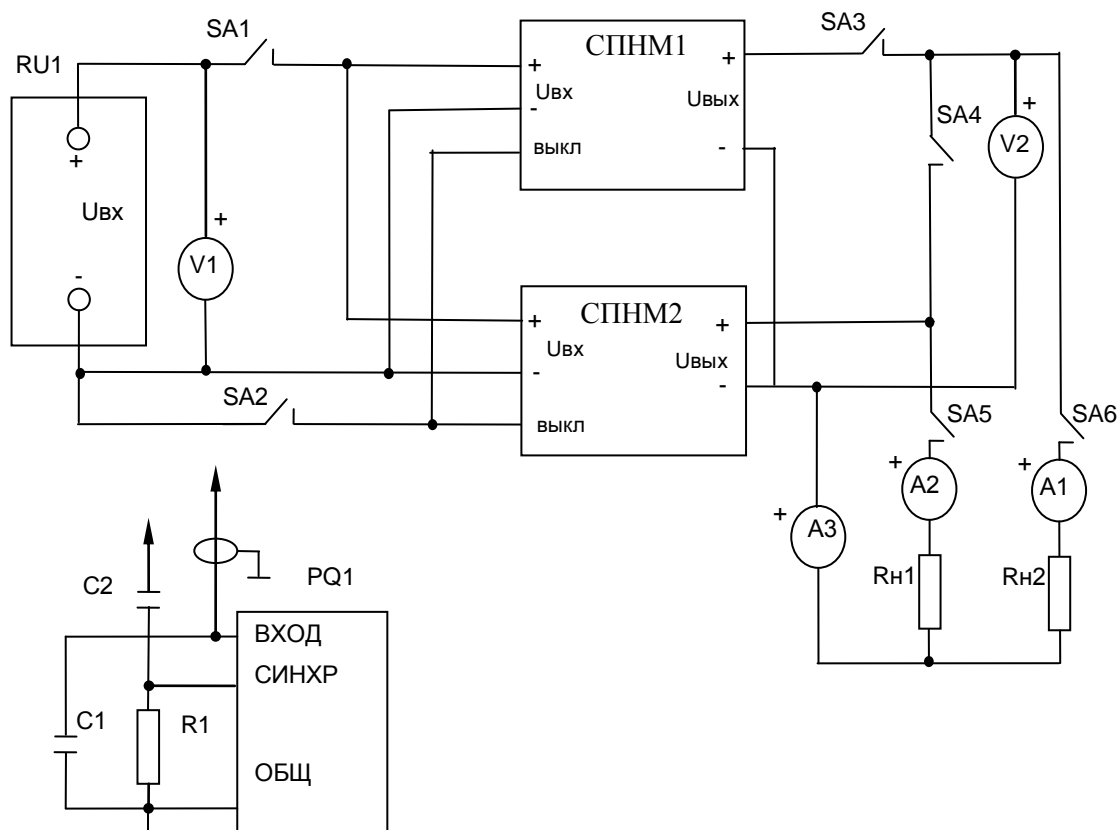 SA1
СПНМ1
SA3
RU1
+
+
Uвх
Uвых
-
+
SA4
V2
выкл
-
+
Uвх
+
-
V1
СПНМ2
+
+
Uвх
Uвых
-
-
SA2
выкл
SA5
SA6
+
A2
+
A1
+
A3
C2
PQ1
Rн1
Rн2
ВХОД
СИНХР
C1
R1
ОБЩ